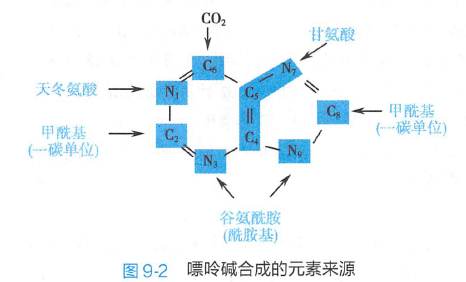 CO₂
甘氨酸
C₆
N₇
天冬氨酸
N₁
C₅
C₈
甲酰基
(一碳单位)
甲酰基
(一碳单位)
C₂
C₄
N₃
N₉
谷氨酰胺
(酰胺基)
图9-2 嘌呤碱合成的元素来源